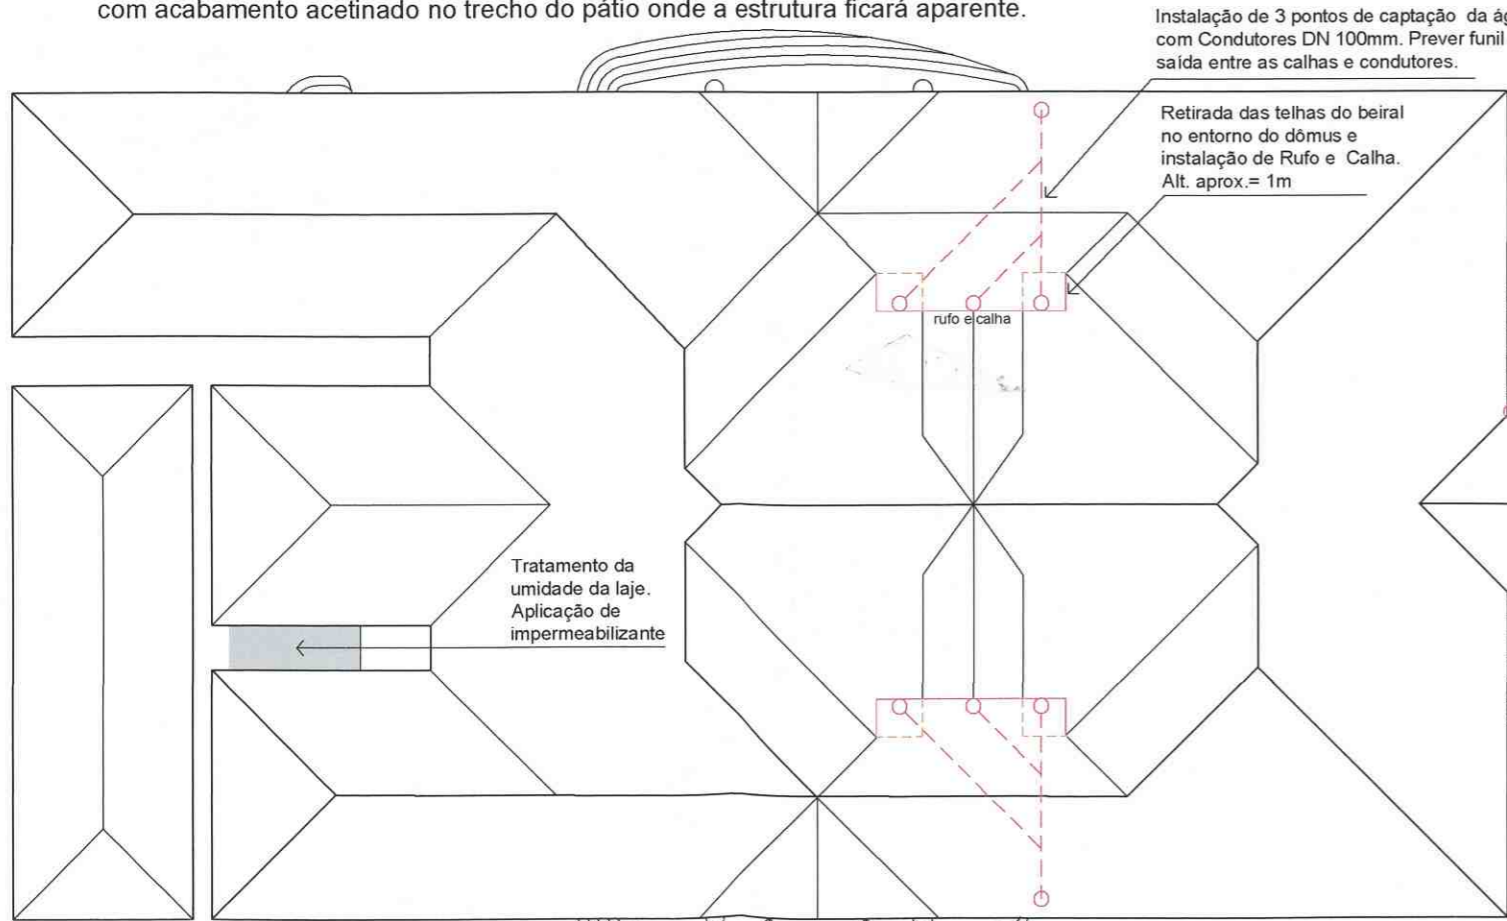 com acabamento acetinado no trecho do pátio onde a estrutura ficará aparente.
Instalação de 3 pontos de captação da ág
com Condutores DN 100mm. Prever funil
saída entre as calhas e condutores.
Retirada das telhas do beiral
no entorno do dômus e
instalação de Rufo e Calha.
Alt. aprox.= 1m
rufo e calha
Tratamento da
umidade da laje.
Aplicação de
impermeabilizante